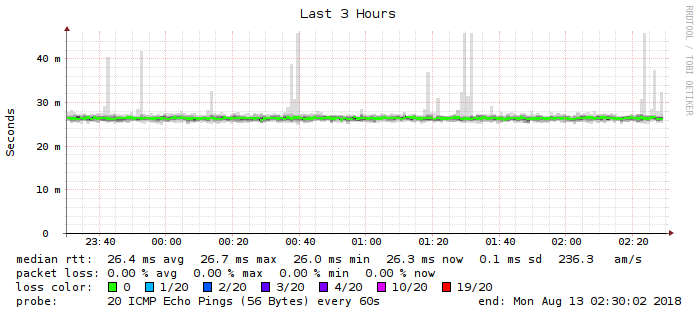 Last 3 Hours
RRDTOOL / TOBI OETIKER
Seconds
40 m
30 m
20 m
10 m
0
23:40 00:00 00:20 00:40 01:00 01:20 01:40 02:00 02:20
median rtt: 26.4 ms avg 26.7 ms max 26.0 ms min 26.3 ms now 0.1 ms sd 236.3 am/s
packet loss: 0.00 % avg 0.00 % max 0.00 % min 0.00 % now
loss color: 0 1/20 2/20 3/20 4/20 10/20 19/20
probe: 20 ICMP Echo Pings (56 Bytes) every 60s end: Mon Aug 13 02:30:02 2018